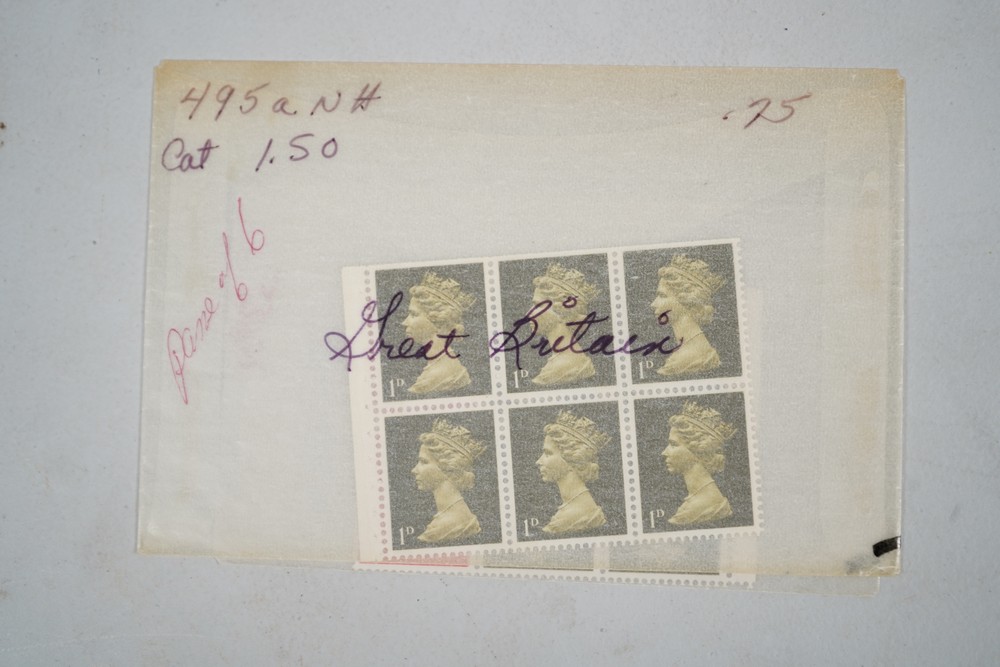 495a NH
.75
Cat 1.50
Pane of 6
Great Britain
1D 1D 1D
1D 1D 1D